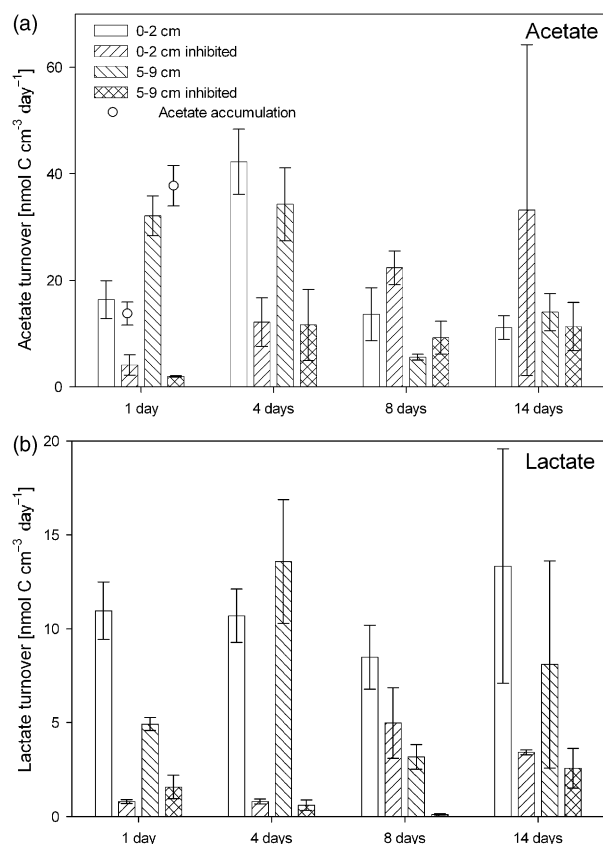 (a)
Acetate
0-2 cm
0-2 cm inhibited
5-9 cm
5-9 cm inhibited
Acetate accumulation
Acetate turnover [nmol C cm⁻³ day⁻¹]
60
40
20
0
1 day
4 days
8 days
14 days
(b)
Lactate
Lactate turnover [nmol C cm⁻³ day⁻¹]
20
15
10
5
0
1 day
4 days
8 days
14 days